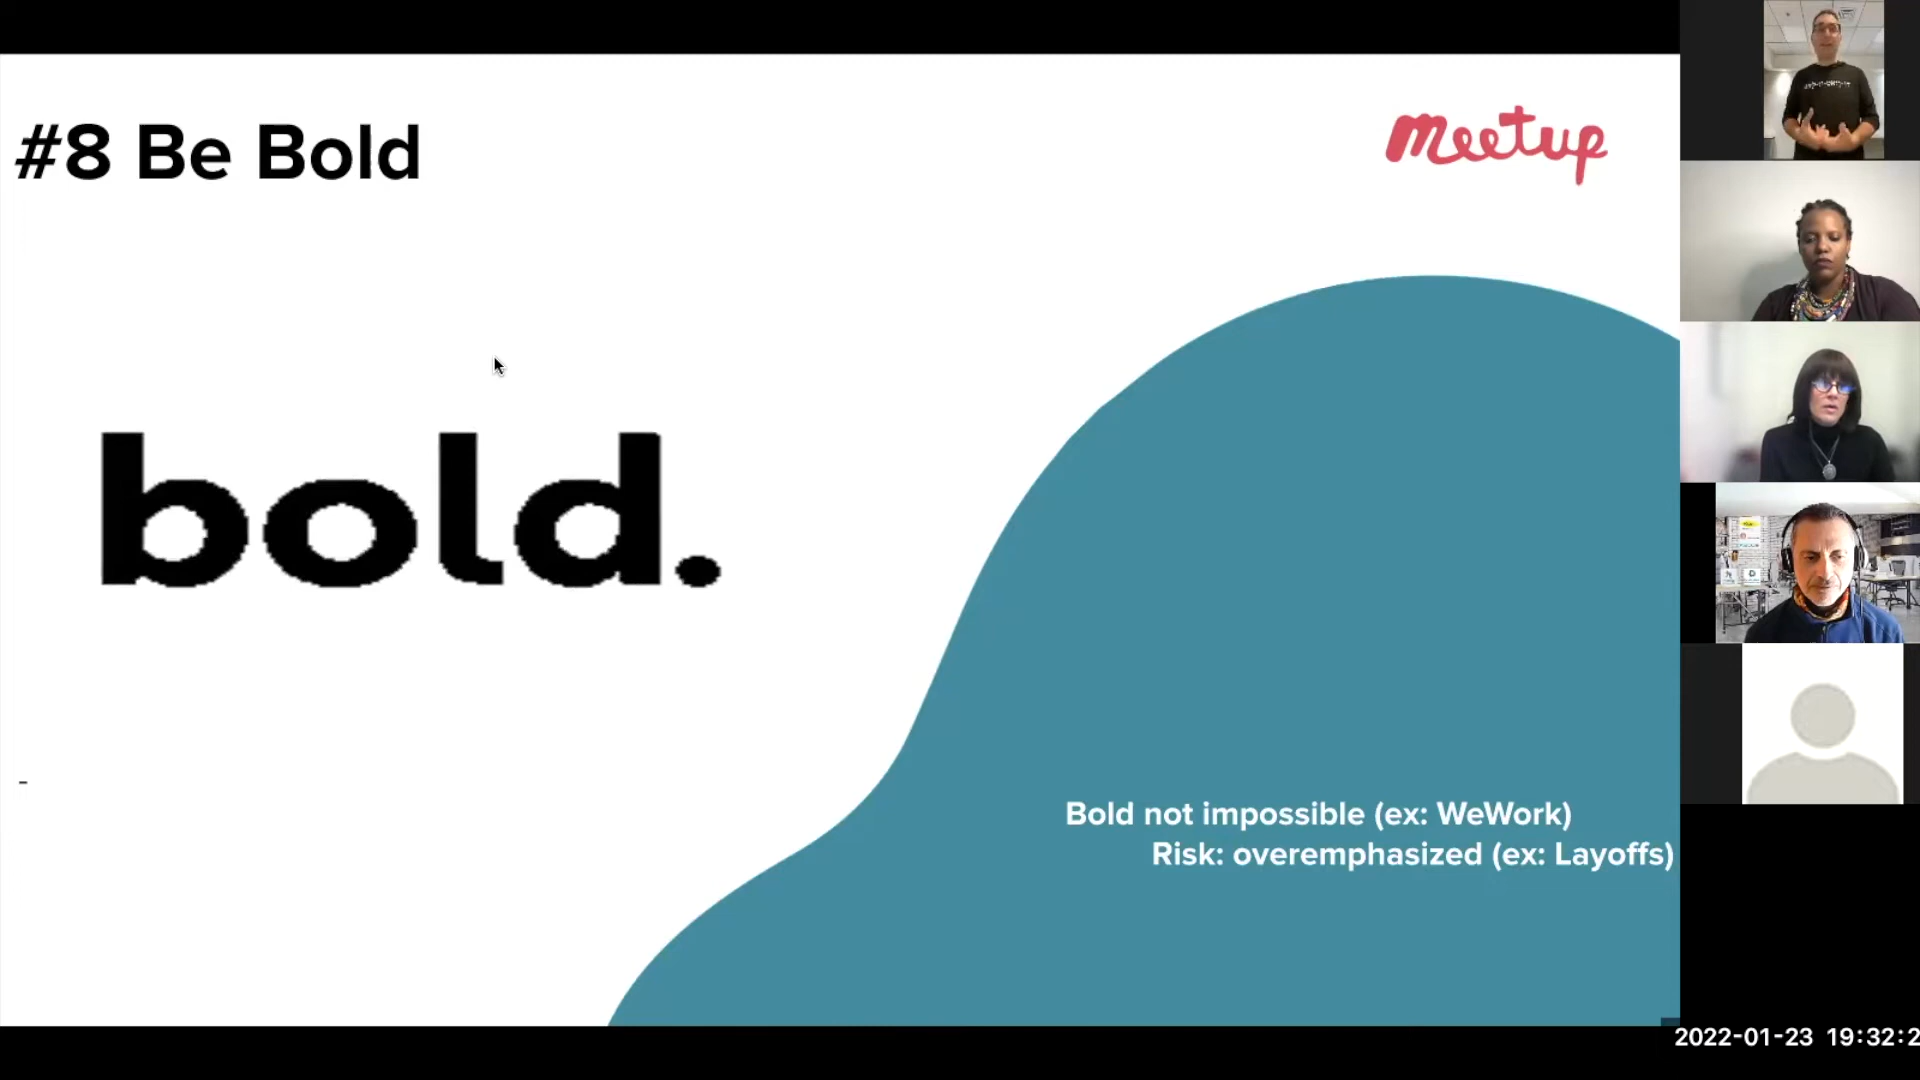 #8 Be Bold
meetup
bold.
-
Bold not impossible (ex: WeWork)
Risk: overemphasized (ex: Layoffs)
2022-01-23 19:32:2